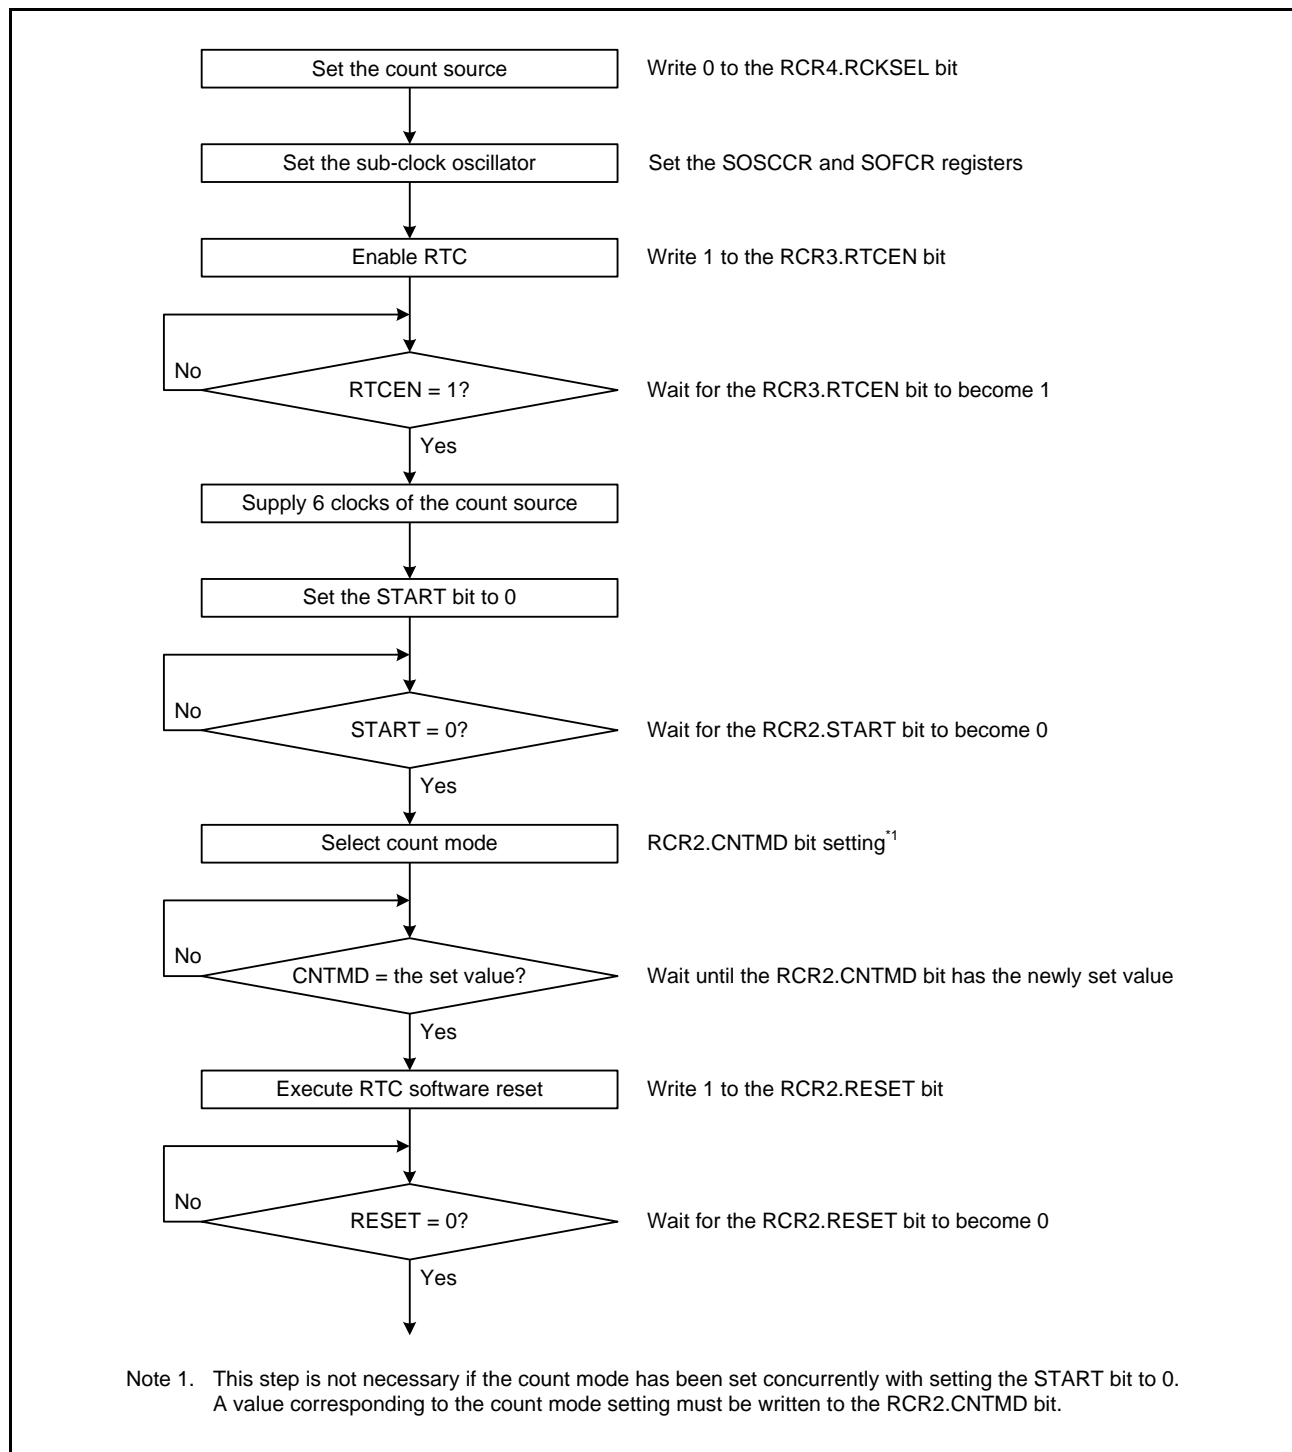 Set the count source
Write 0 to the RCR4.RCKSEL bit
Set the sub-clock oscillator
Set the SOSCCR and SOFCR registers
Enable RTC
Write 1 to the RCR3.RTCEN bit
No
RTCEN = 1?
Wait for the RCR3.RTCEN bit to become 1
Yes
Supply 6 clocks of the count source
Set the START bit to 0
No
START = 0?
Wait for the RCR2.START bit to become 0
Yes
Select count mode
RCR2.CNTMD bit setting*1
No
CNTMD = the set value?
Wait until the RCR2.CNTMD bit has the newly set value
Yes
Execute RTC software reset
Write 1 to the RCR2.RESET bit
No
RESET = 0?
Wait for the RCR2.RESET bit to become 0
Yes
Note 1. This step is not necessary if the count mode has been set concurrently with setting the START bit to 0.
A value corresponding to the count mode setting must be written to the RCR2.CNTMD bit.